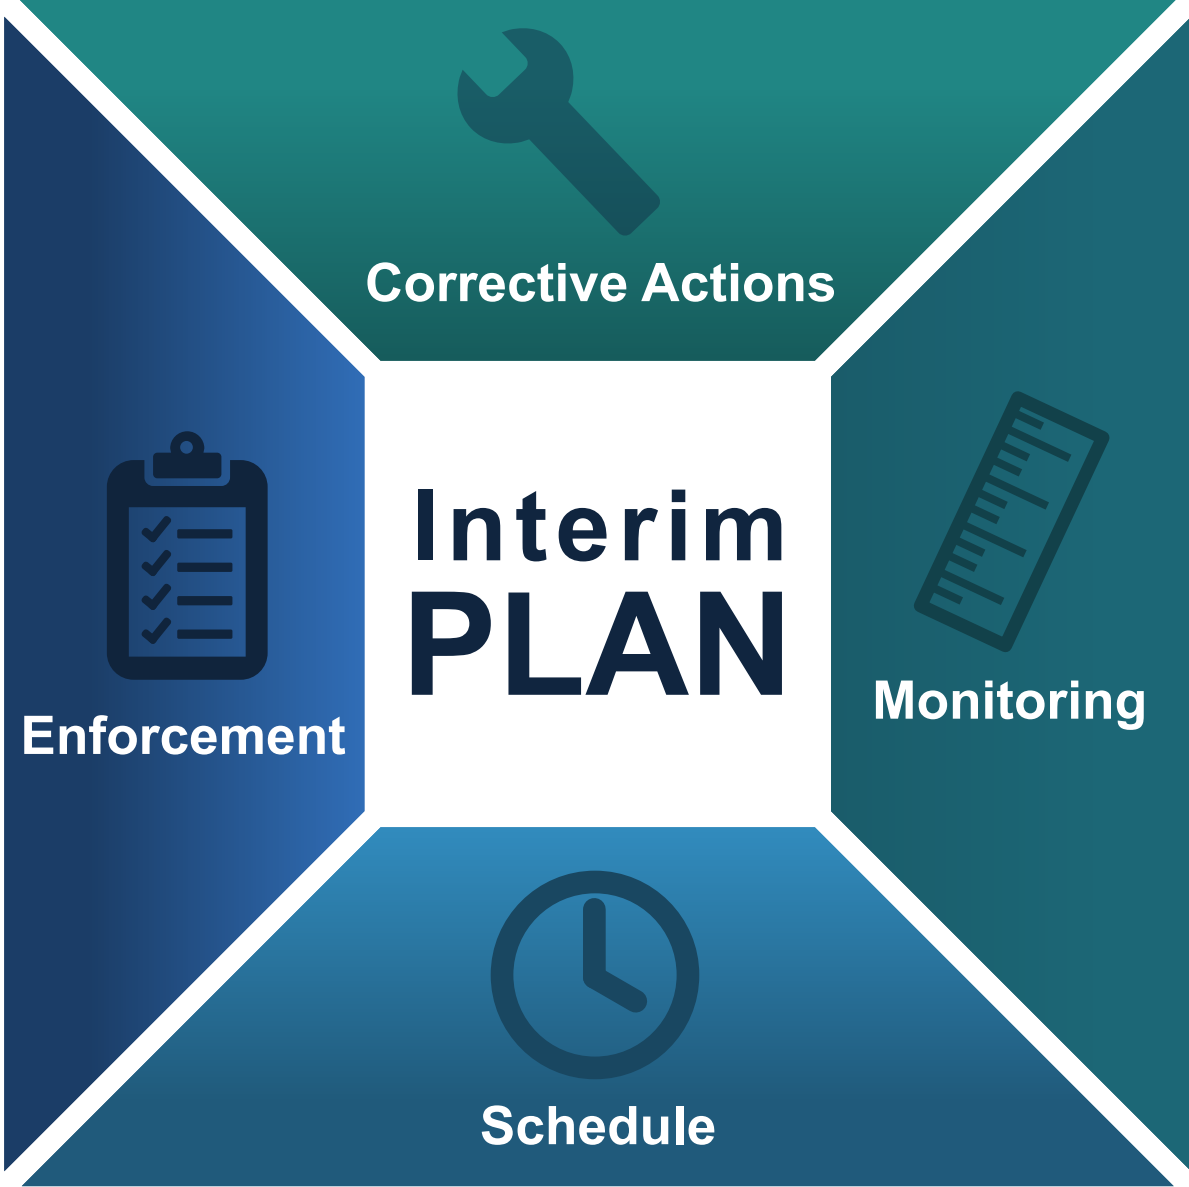 Corrective Actions
Interim
PLAN
Enforcement
Monitoring
Schedule